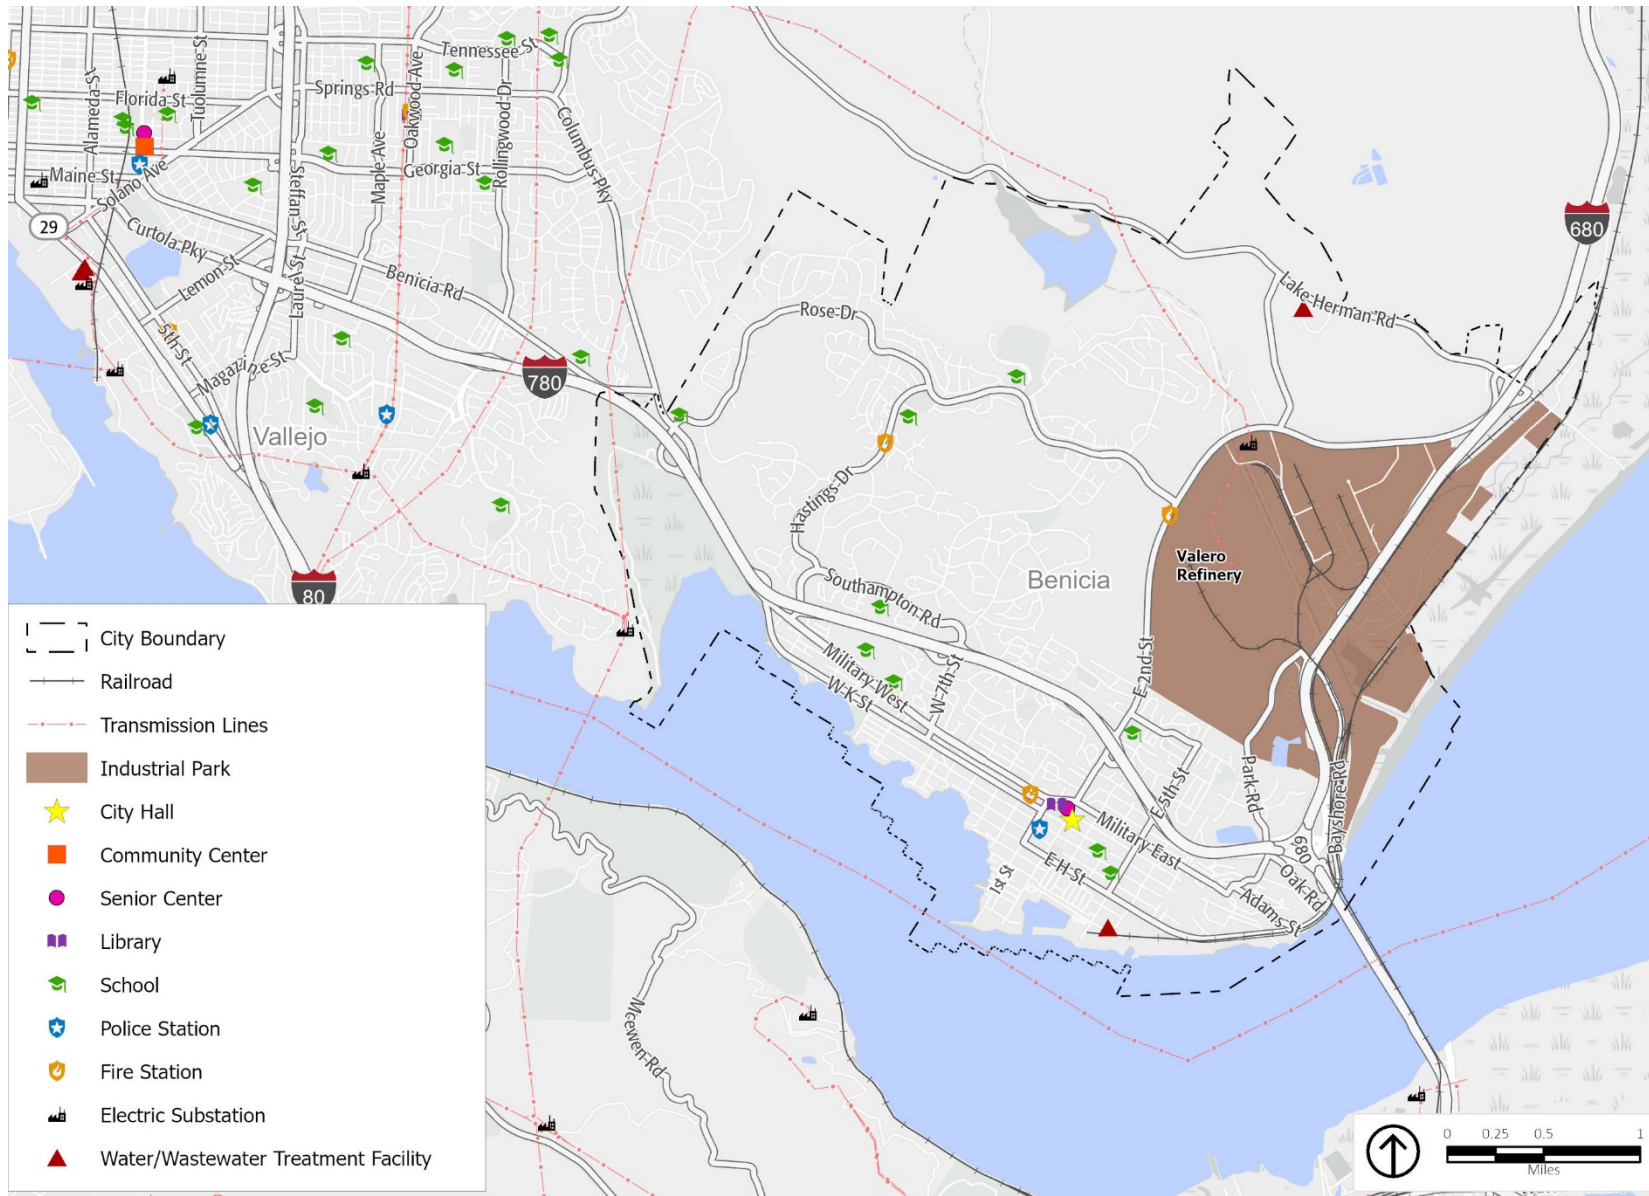 Tennessee-St
Springs Rd
Oakwood-Ave
Rollingwood-Dr
Columbus-Pky
Florida-St
Tuolumne-St
Alameda-St
Maple-Ave
Georgia-St
Maine-St
Solano-Ave
Steffan-St
29
Curtola-Pky
Lemon-St
Laurel-St
Benicia-Rd
680
Lake-Herman-Rd
Rose-Dr
5th-St
Magazine-St
780
Vallejo
Hastings-Dr
Valero
Refinery
Benicia
80
Southampton-Rd
Military-West
W-K-St
W-7th-St
E-2nd-St
Park-Rd
E-5th-St
Bayshore-Rd
Military-East
E-H-St
1st St
680
Oak-Rd
Adams-St
Mcewen-Rd
City Boundary
Railroad
Transmission Lines
Industrial Park
City Hall
Community Center
Senior Center
Library
School
Police Station
Fire Station
Electric Substation
Water/Wastewater Treatment Facility
0 0.25 0.5 1
Miles